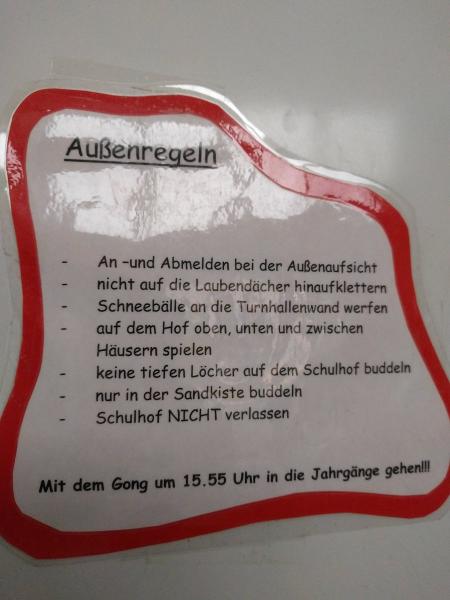 Außenregeln
- An -und Abmelden bei der Außenaufsicht
- nicht auf die Laubendächer hinaufklettern
- Schneebälle an die Turnhallenwand werfen
- auf dem Hof oben, unten und zwischen
Häusern spielen
- keine tiefen Löcher auf dem Schulhof buddeln
- nur in der Sandkiste buddeln
- Schulhof NICHT verlassen
Mit dem Gong um 15.55 Uhr in die Jahrgänge gehen!!!